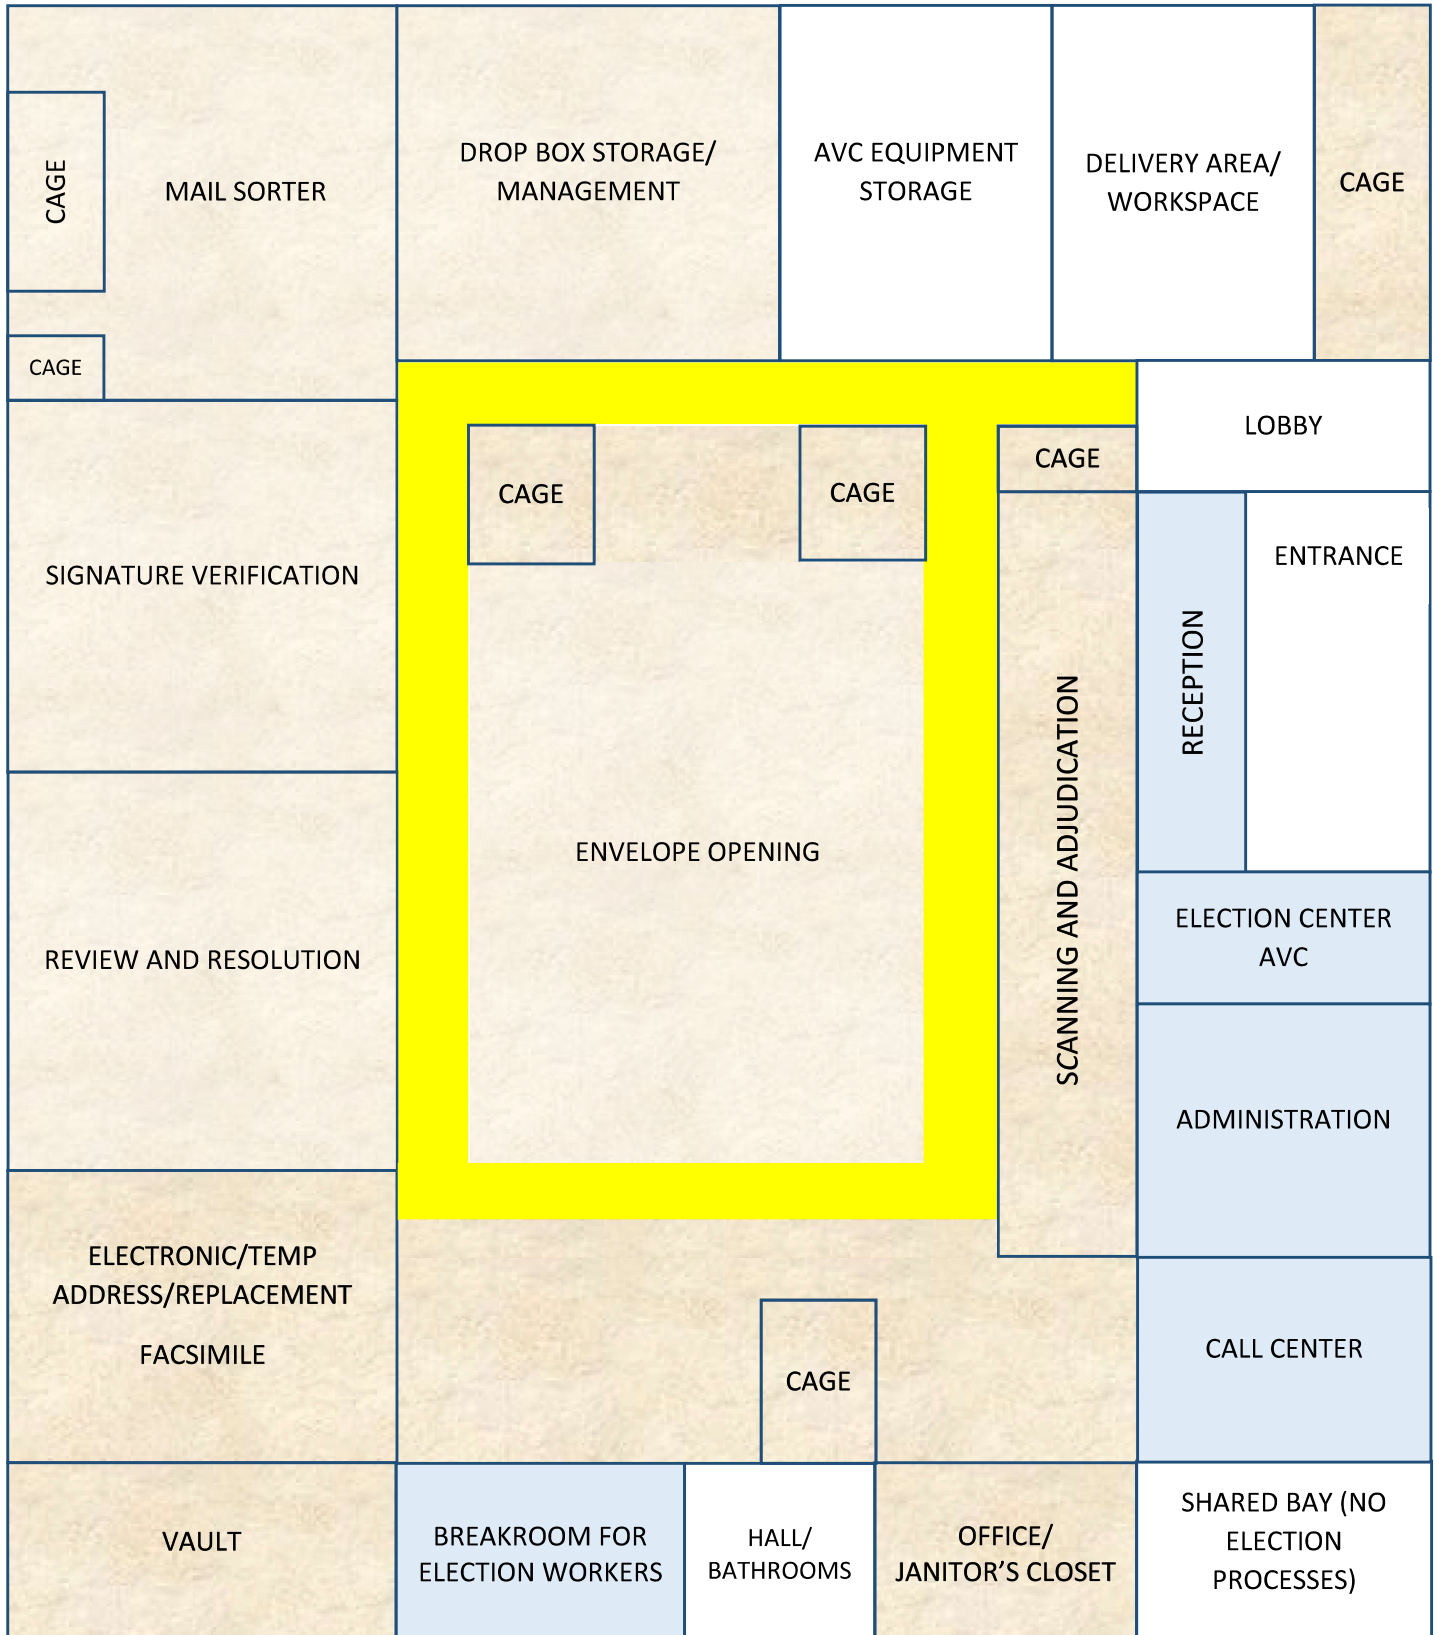 CAGE
MAIL SORTER
DROP BOX STORAGE/
MANAGEMENT
AVC EQUIPMENT
STORAGE
DELIVERY AREA/
WORKSPACE
CAGE
CAGE
LOBBY
CAGE
CAGE
CAGE
SIGNATURE VERIFICATION
ENTRANCE
RECEPTION
SCANNING AND ADJUDICATION
ENVELOPE OPENING
REVIEW AND RESOLUTION
ELECTION CENTER
AVC
ADMINISTRATION
ELECTRONIC/TEMP
ADDRESS/REPLACEMENT
FACSIMILE
CAGE
CALL CENTER
VAULT
BREAKROOM FOR
ELECTION WORKERS
HALL/
BATHROOMS
OFFICE/
JANITOR’S CLOSET
SHARED BAY (NO
ELECTION
PROCESSES)